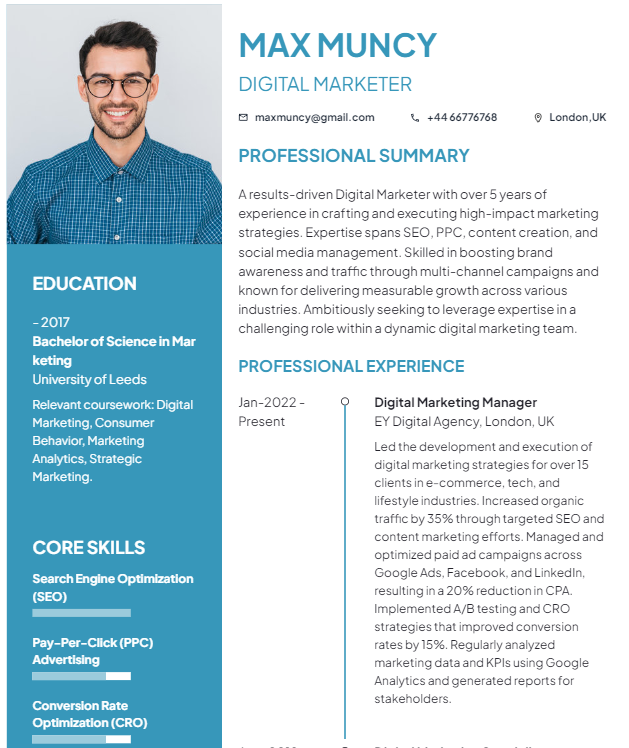 MAX MUNCY
DIGITAL MARKETER
maxmuncy@gmail.com
+44 66776768
London,UK
PROFESSIONAL SUMMARY
A results-driven Digital Marketer with over 5 years of
experience in crafting and executing high-impact marketing
strategies. Expertise spans SEO, PPC, content creation, and
social media management. Skilled in boosting brand
awareness and traffic through multi-channel campaigns and
known for delivering measurable growth across various
industries. Ambitiously seeking to leverage expertise in a
challenging role within a dynamic digital marketing team.
PROFESSIONAL EXPERIENCE
Jan-2022 -
Present
Digital Marketing Manager
EY Digital Agency, London, UK
Led the development and execution of
digital marketing strategies for over 15
clients in e-commerce, tech, and
lifestyle industries. Increased organic
traffic by 35% through targeted SEO and
content marketing efforts. Managed and
optimized paid ad campaigns across
Google Ads, Facebook, and LinkedIn,
resulting in a 20% reduction in CPA.
Implemented A/B testing and CRO
strategies that improved conversion
rates by 15%. Regularly analyzed
marketing data and KPIs using Google
Analytics and generated reports for
stakeholders.
EDUCATION
- 2017
Bachelor of Science in Mar
keting
University of Leeds
Relevant coursework: Digital
Marketing, Consumer
Behavior, Marketing
Analytics, Strategic
Marketing.
CORE SKILLS
Search Engine Optimization
(SEO)
Pay-Per-Click (PPC)
Advertising
Conversion Rate
Optimization (CRO)